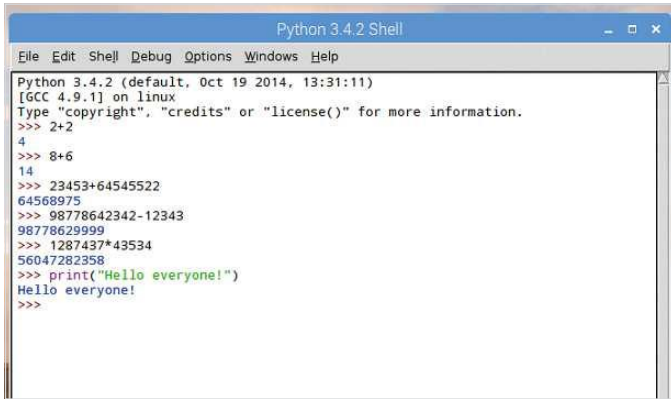 Python 3.4.2 Shell
File Edit Shell Debug Options Windows Help
Python 3.4.2 (default, Oct 19 2014, 13:31:11)
[GCC 4.9.1] on linux
Type "copyright", "credits" or "license()" for more information.
>>> 2+2
4
>>> 8+6
14
>>> 23453+64545522
64568975
>>> 98778642342-12343
98778629999
>>> 1287437*43534
56047282358
>>> print("Hello everyone!")
Hello everyone!
>>>